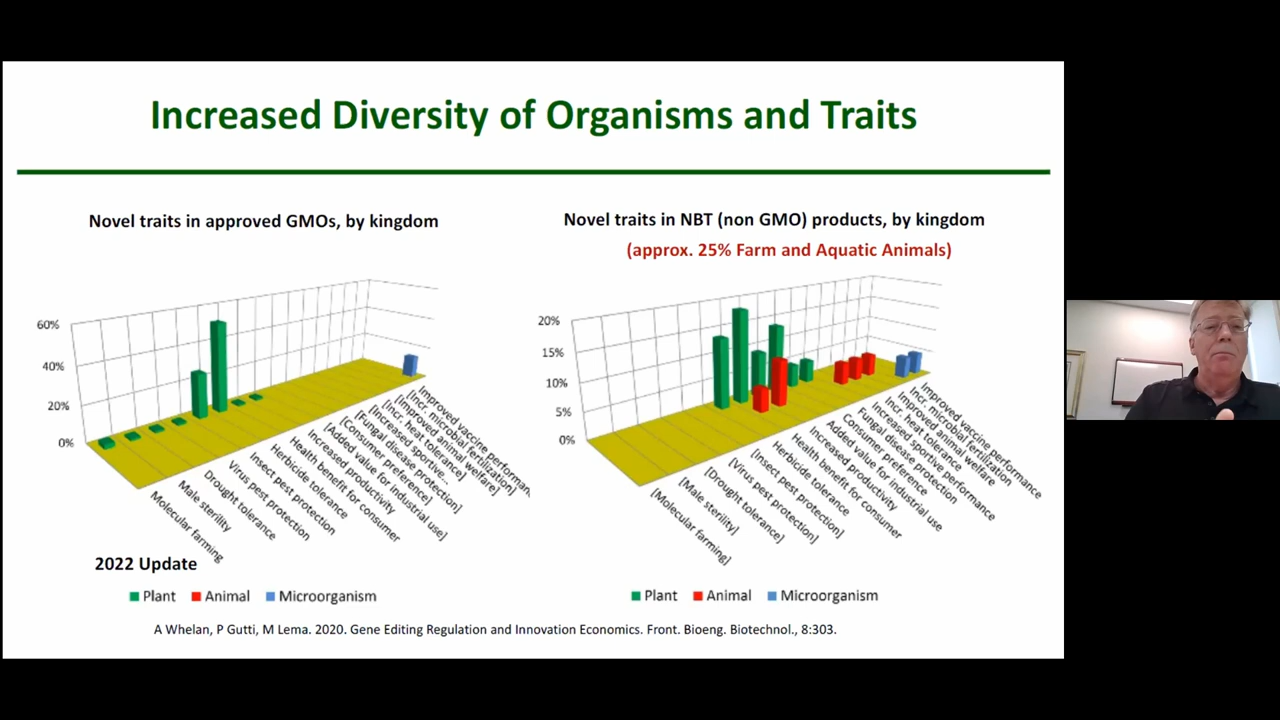 Increased Diversity of Organisms and Traits
Novel traits in approved GMOs, by kingdom
60%
40%
20%
0%
Molecular farming
Male sterility
Drought tolerance
Virus pest protection
Insect pest protection
Herbicide tolerance
Health benefit for consumer
Increased productivity
[Added value for industrial use]
[Consumer preference]
[Fungal disease protection]
[Increased sportive...
[Incr. heat tolerance]
[Improved animal welfare]
[Incr. microbial fertilization]
Improved vaccine performan
2022 Update
Plant Animal Microorganism
Novel traits in NBT (non GMO) products, by kingdom
(approx. 25% Farm and Aquatic Animals)
20%
15%
10%
5%
0%
[Molecular farming]
[Male sterility]
[Drought tolerance]
[Virus pest protection]
[Insect pest protection]
Herbicide tolerance
Health benefit for consumer
Increased productivity
Added value for industrial use
Consumer preference
Fungal disease protection
Increased sportive performance
Incr. heat tolerance
Improved animal welfare
Incr. microbial fertilization
Improved vaccine performance
Plant Animal Microorganism
A Whelan, P Gutti, M Lema. 2020. Gene Editing Regulation and Innovation Economics. Front. Bioeng. Biotechnol., 8:303.